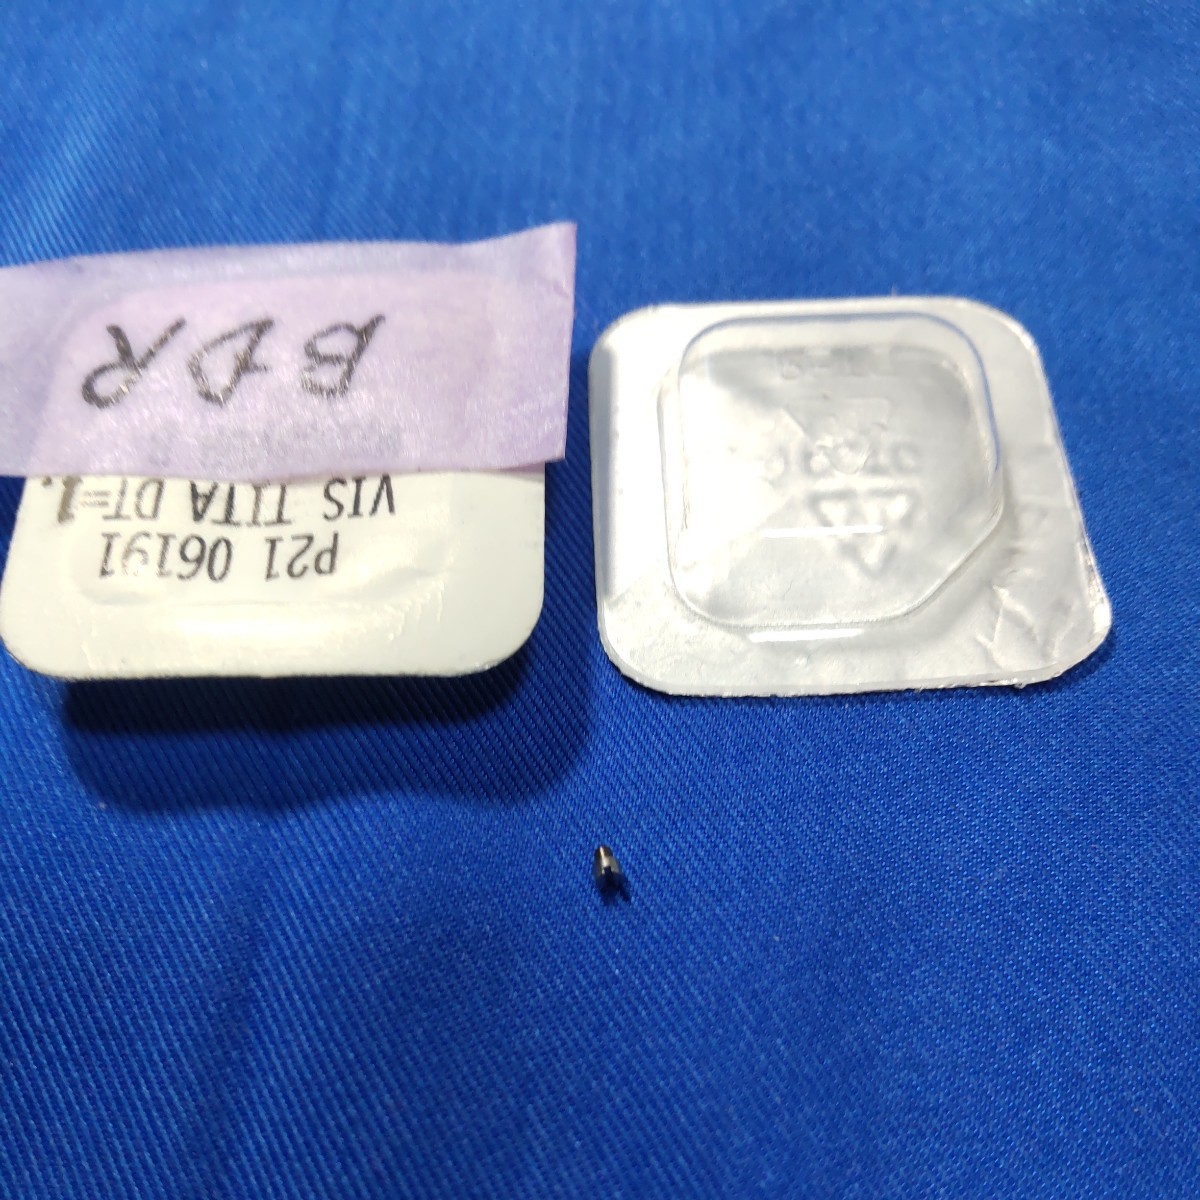 P21 06191
VIS TITA DT=1.
BDR